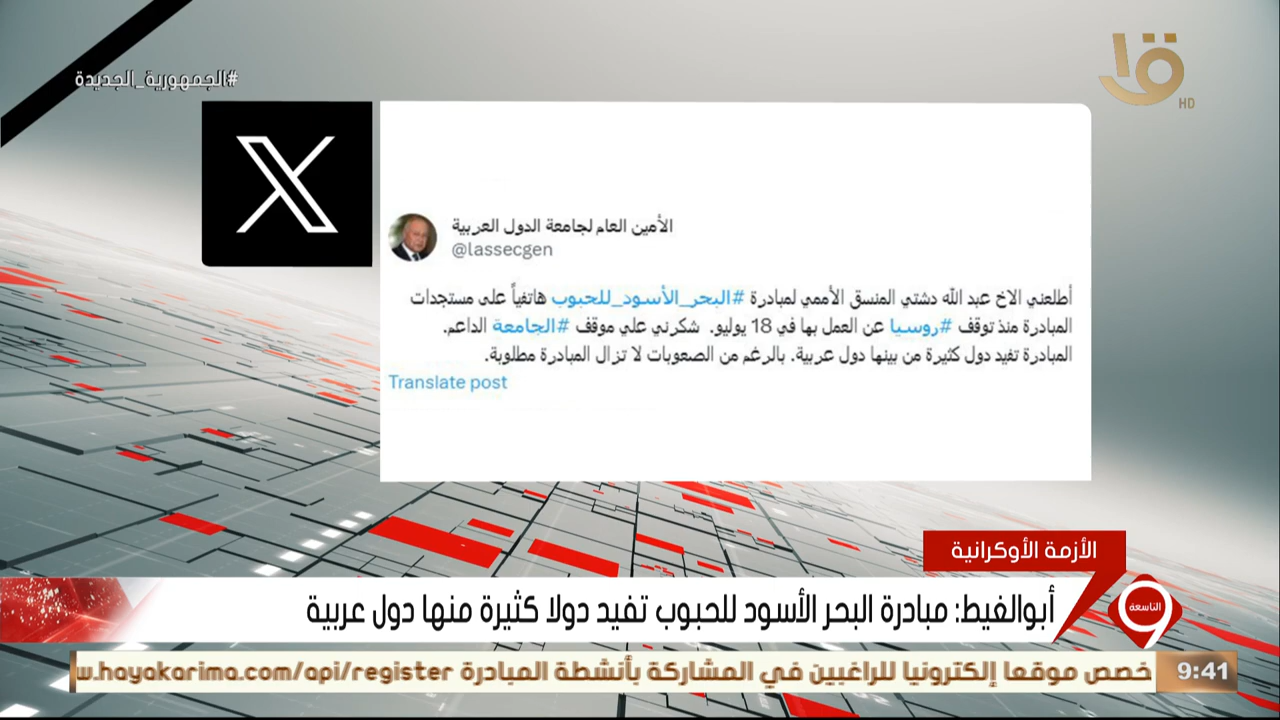 #الجمهورية_الجديدة
HD
الأمين العام لجامعة الدول العربية
@lassecgen
أطلعني الاخ عبد الله دشتي المنسق الأممي لمبادرة #البحر_الأسود_للحبوب هاتفياً على مستجدات
المبادرة منذ توقف #روسيا عن العمل بها في 18 يوليو. شكرني علي موقف #الجامعة الداعم.
المبادرة تفيد دول كثيرة من بينها دول عربية. بالرغم من الصعوبات لا تزال المبادرة مطلوبة.
Translate post
الأزمة الأوكرانية
أبوالغيط: مبادرة البحر الأسود للحبوب تفيد دولا كثيرة منها دول عربية
التاسعة
9:41
خصص موقعا إلكترونيا للراغبين في المشاركة بأنشطة المبادرة w.hayakarima.com/api/register